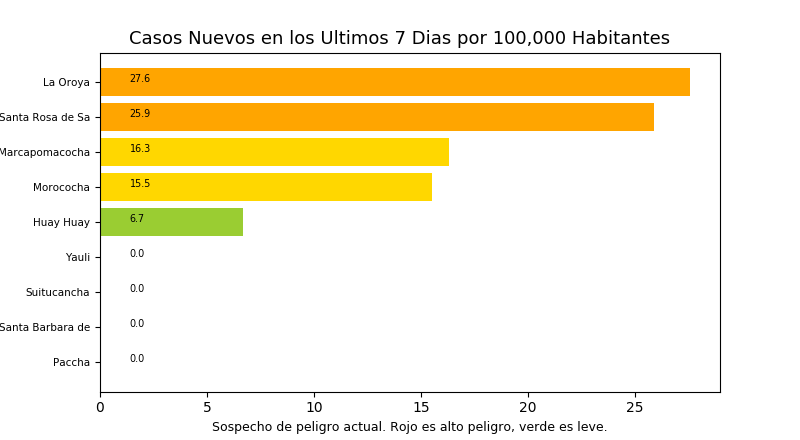 Casos Nuevos en los Ultimos 7 Dias por 100,000 Habitantes
La Oroya 27.6
Santa Rosa de Sa 25.9
Marcapomacocha 16.3
Morococha 15.5
Huay Huay 6.7
Yauli 0.0
Suitucancha 0.0
Santa Barbara de 0.0
Paccha 0.0
0 5 10 15 20 25
Sospecho de peligro actual. Rojo es alto peligro, verde es leve.